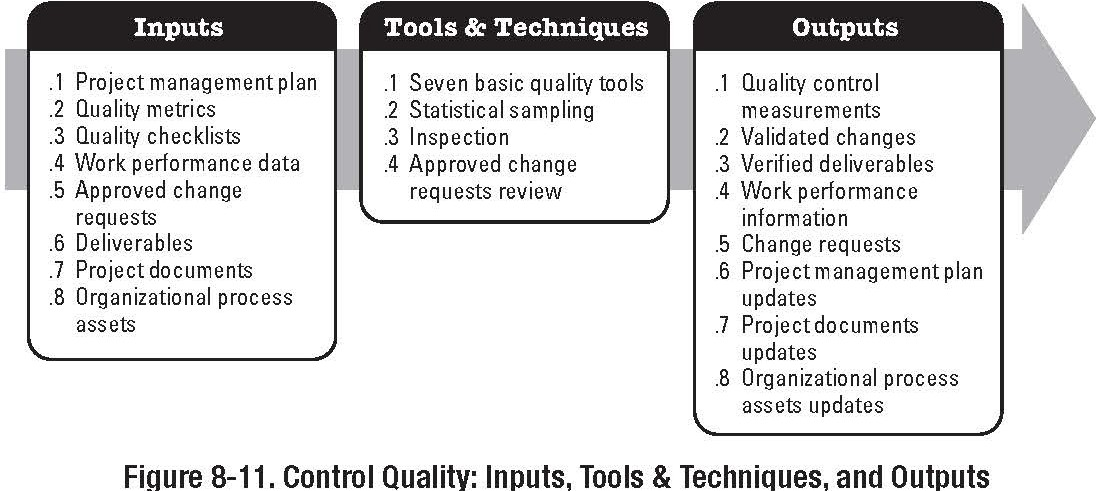 Inputs
.1 Project management plan
.2 Quality metrics
.3 Quality checklists
.4 Work performance data
.5 Approved change
requests
.6 Deliverables
.7 Project documents
.8 Organizational process
assets
Tools & Techniques
.1 Seven basic quality tools
.2 Statistical sampling
.3 Inspection
.4 Approved change
requests review
Outputs
.1 Quality control
measurements
.2 Validated changes
.3 Verified deliverables
.4 Work performance
information
.5 Change requests
.6 Project management plan
updates
.7 Project documents
updates
.8 Organizational process
assets updates
Figure 8-11. Control Quality: Inputs, Tools & Techniques, and Outputs